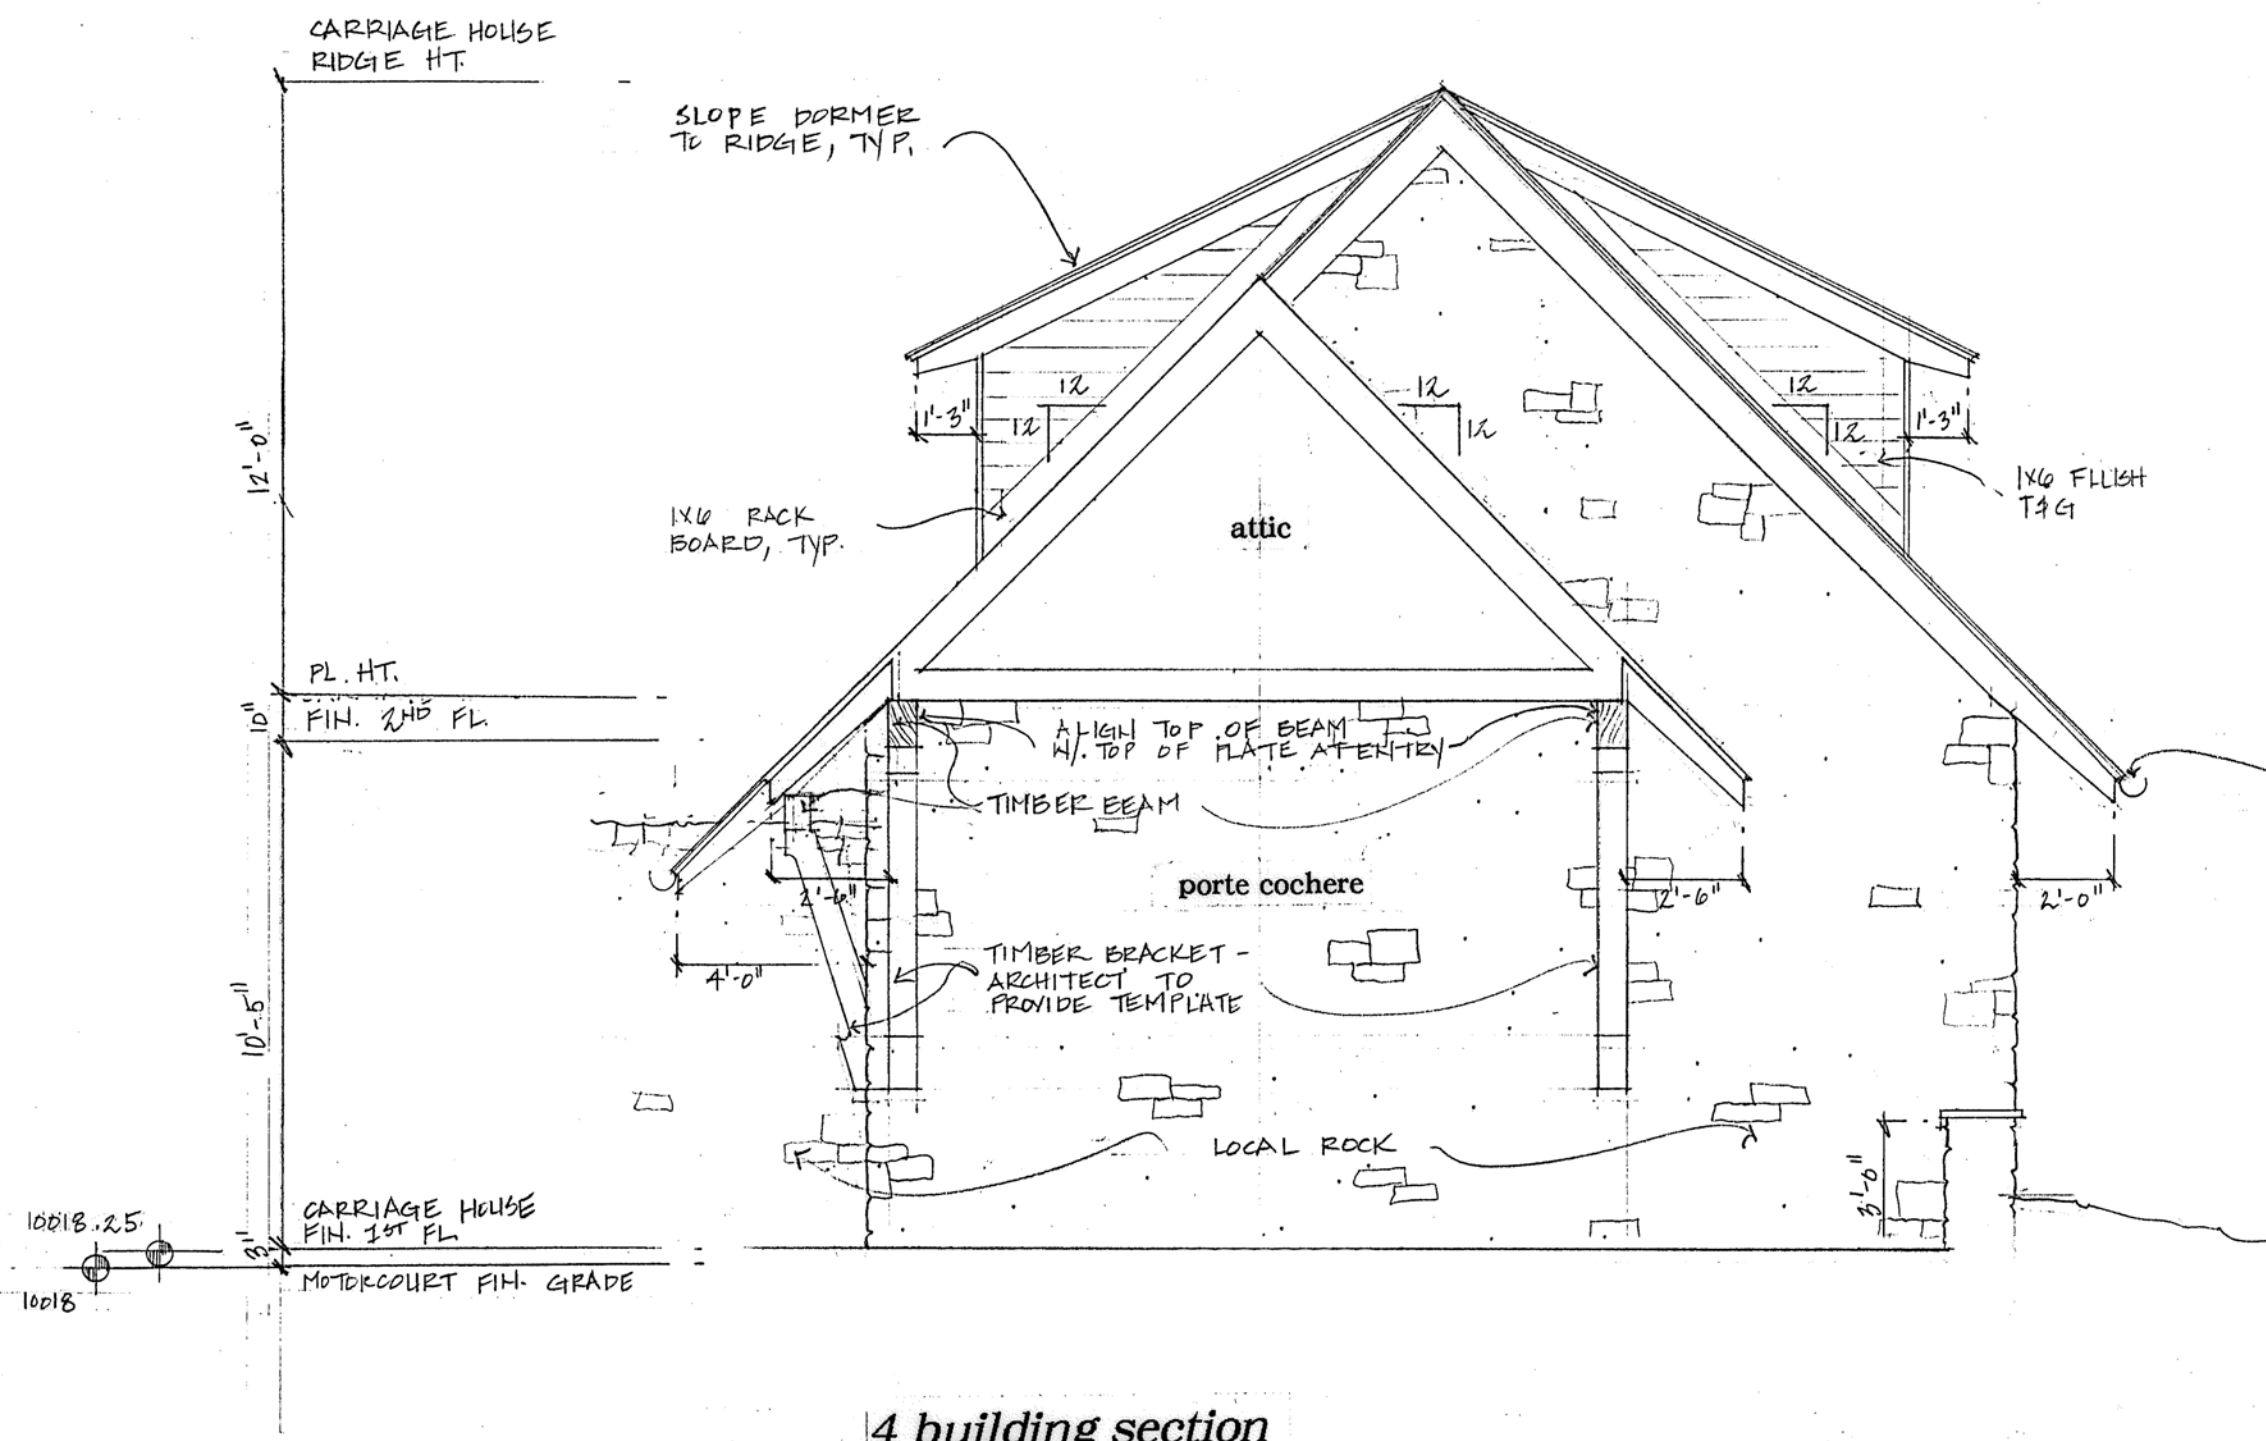 CARRIAGE HOUSE
RIDGE HT.
SLOPE DORMER
TO RIDGE, TYP.
12
12
12
12
12
12
1'-3"
1'-3"
12'-0"
1X6 FLUSH
T&G
1X6 RACK
BOARD, TYP.
attic
PL. HT.
10"
FIN. 2ND FL.
ALIGN TOP OF BEAM
W/. TOP OF PLATE AT ENTRY
TIMBER BEAM
porte cochere
2'-6"
2'-6"
2'-0"
4'-0"
TIMBER BRACKET -
ARCHITECT TO
PROVIDE TEMPLATE
10'-5"
LOCAL ROCK
3'-6"
CARRIAGE HOUSE
FIN. 1ST FL
10018.25
3"
MOTORCOURT FIN. GRADE
10018
4 building section